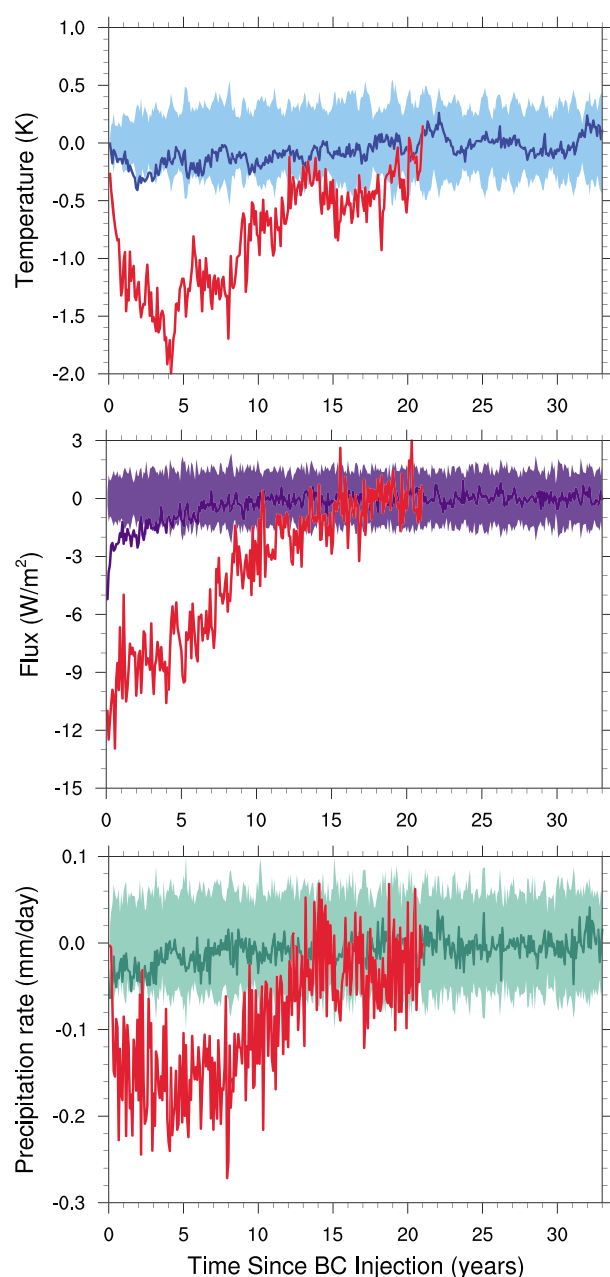 Temperature (K)
1.0
0.5
0.0
-0.5
-1.0
-1.5
-2.0
0 5 10 15 20 25 30
Flux (W/m²)
3
0
-3
-6
-9
-12
-15
0 5 10 15 20 25 30
Precipitation rate (mm/day)
0.1
0.0
-0.1
-0.2
-0.3
0 5 10 15 20 25 30
Time Since BC Injection (years)